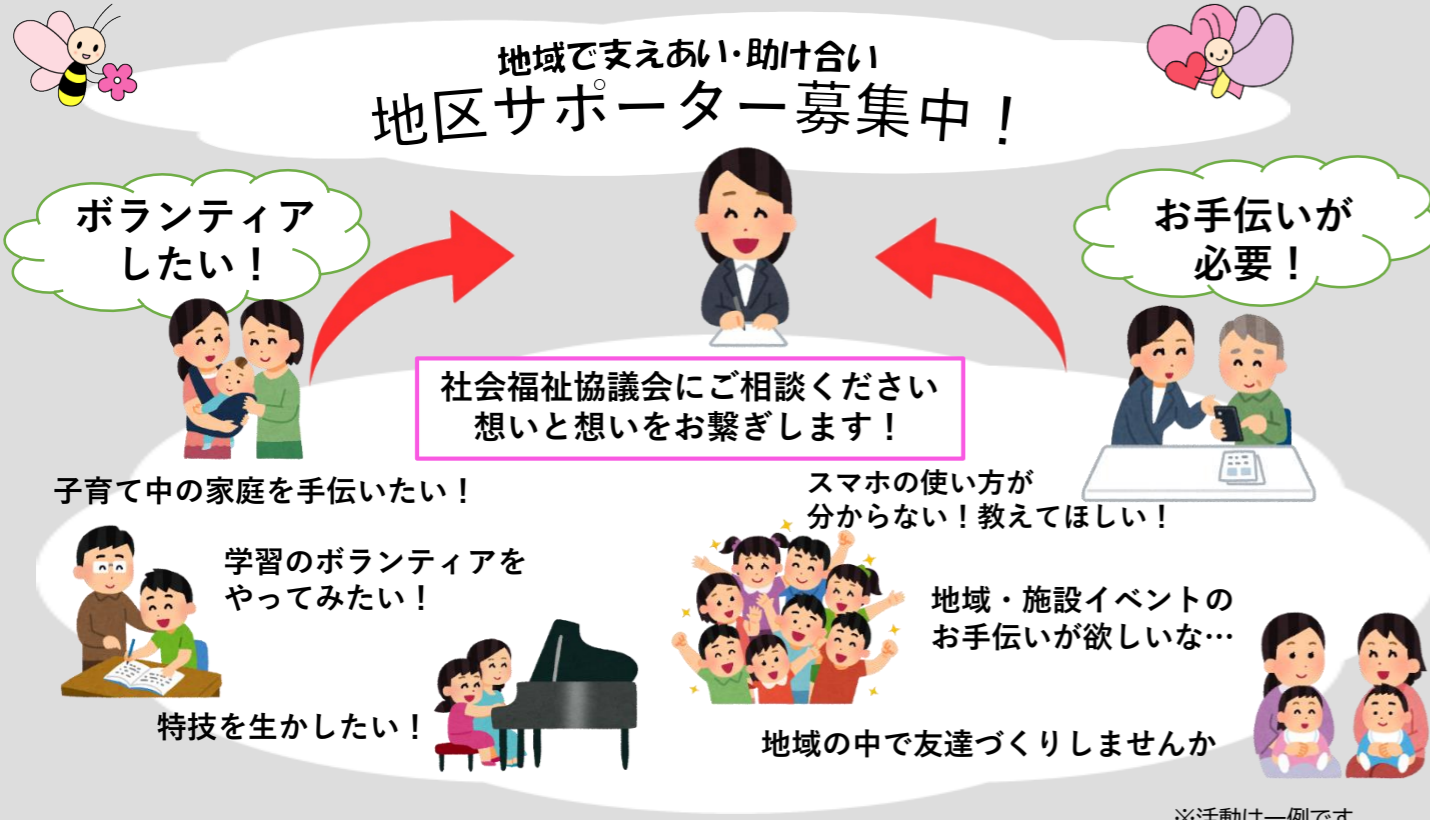 地域で支えあい・助け合い
地区サポーター募集中！
ボランティア
したい！
お手伝いが
必要！
社会福祉協議会にご相談ください
想いと想いをお繋ぎします！
子育て中の家庭を手伝いたい！
スマホの使い方が
分からない！教えてほしい！
学習のボランティアを
やってみたい！
地域・施設イベントの
お手伝いが欲しいな…
特技を生かしたい！
地域の中で友達づくりしませんか
※活動は一例です